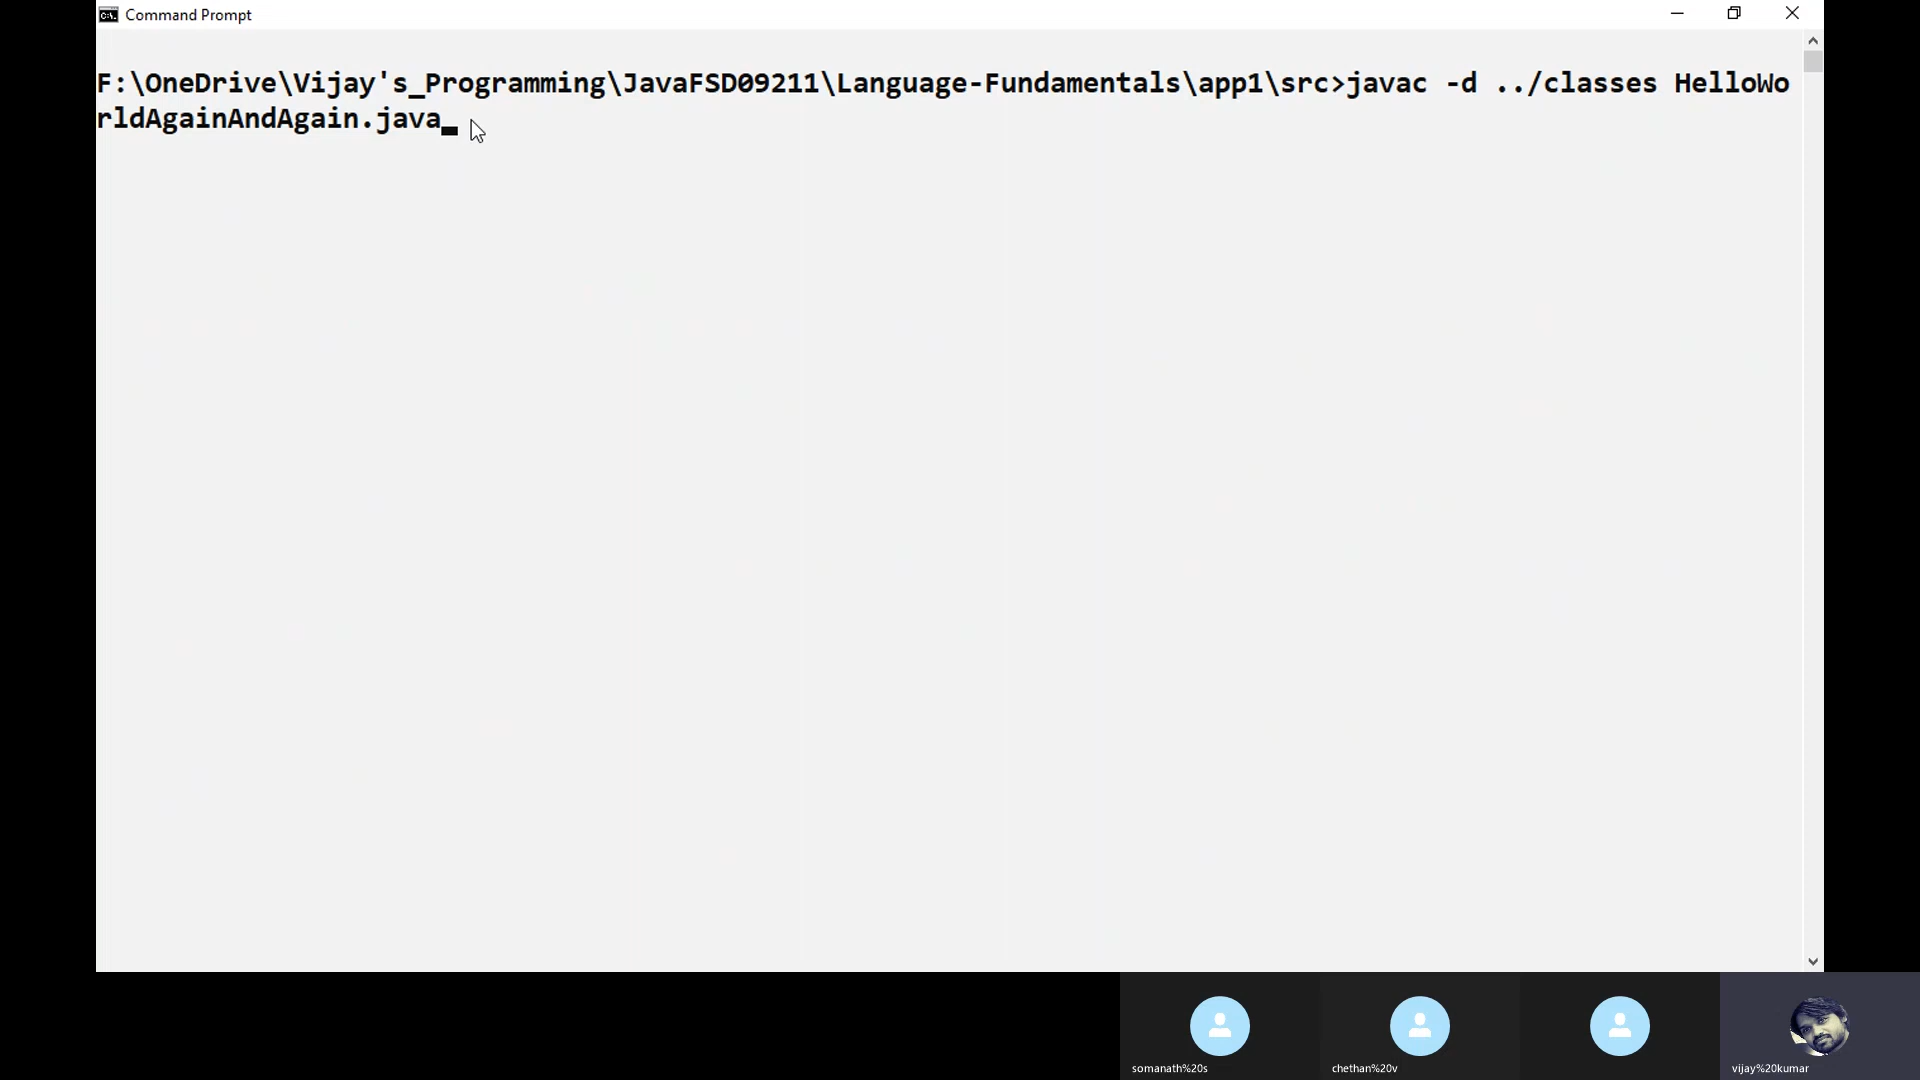 Command Prompt
F:\OneDrive\Vijay's_Programming\JavaFSD09211\Language-Fundamentals\app1\src>javac -d ../classes HelloWo
rldAgainAndAgain.java
somanath%20s
chethan%20v
vijay%20kumar